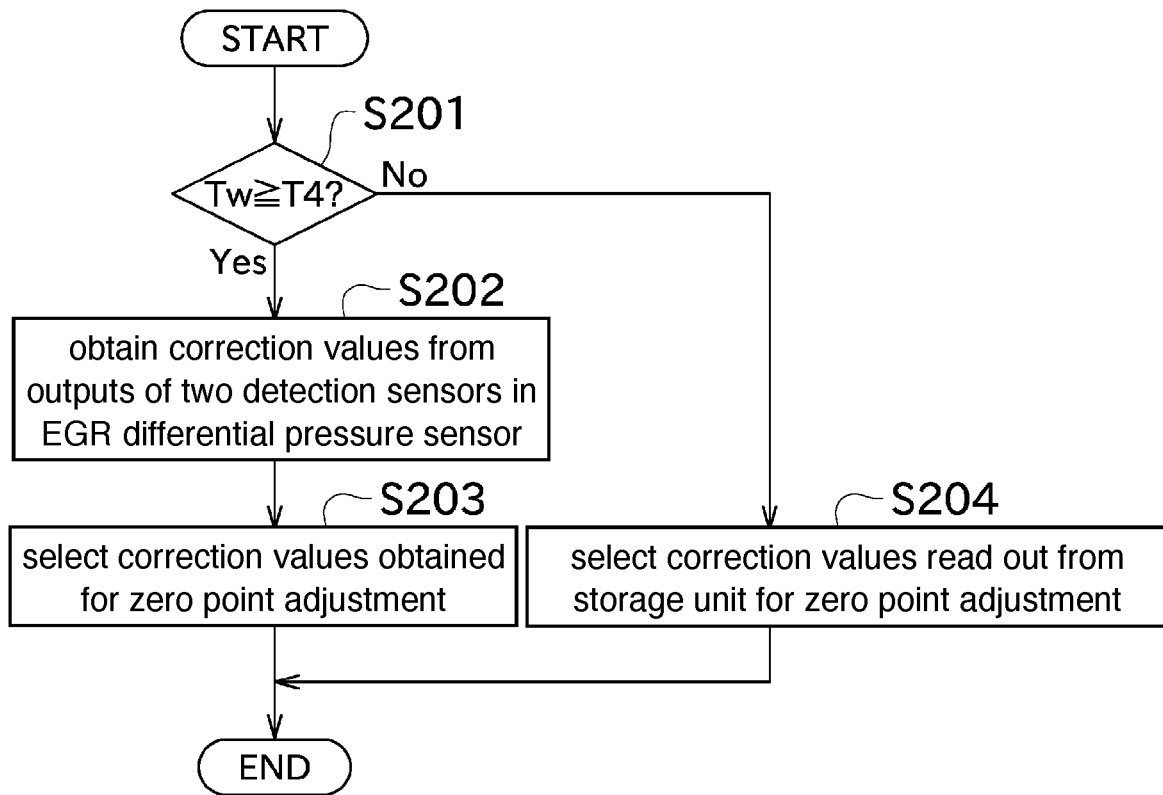 START
S201
Tw≧T4?
No
Yes
S202
obtain correction values from
outputs of two detection sensors in
EGR differential pressure sensor
S203
select correction values obtained
for zero point adjustment
S204
select correction values read out from
storage unit for zero point adjustment
END